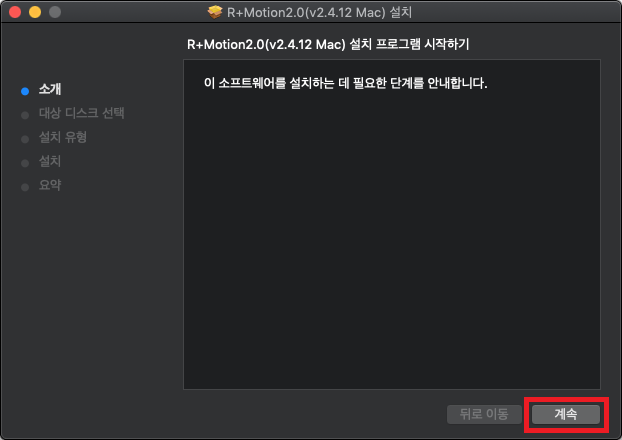 R+Motion2.0(v2.4.12 Mac) 설치
R+Motion2.0(v2.4.12 Mac) 설치 프로그램 시작하기
소개
대상 디스크 선택
설치 유형
설치
요약
이 소프트웨어를 설치하는 데 필요한 단계를 안내합니다.
뒤로 이동
계속